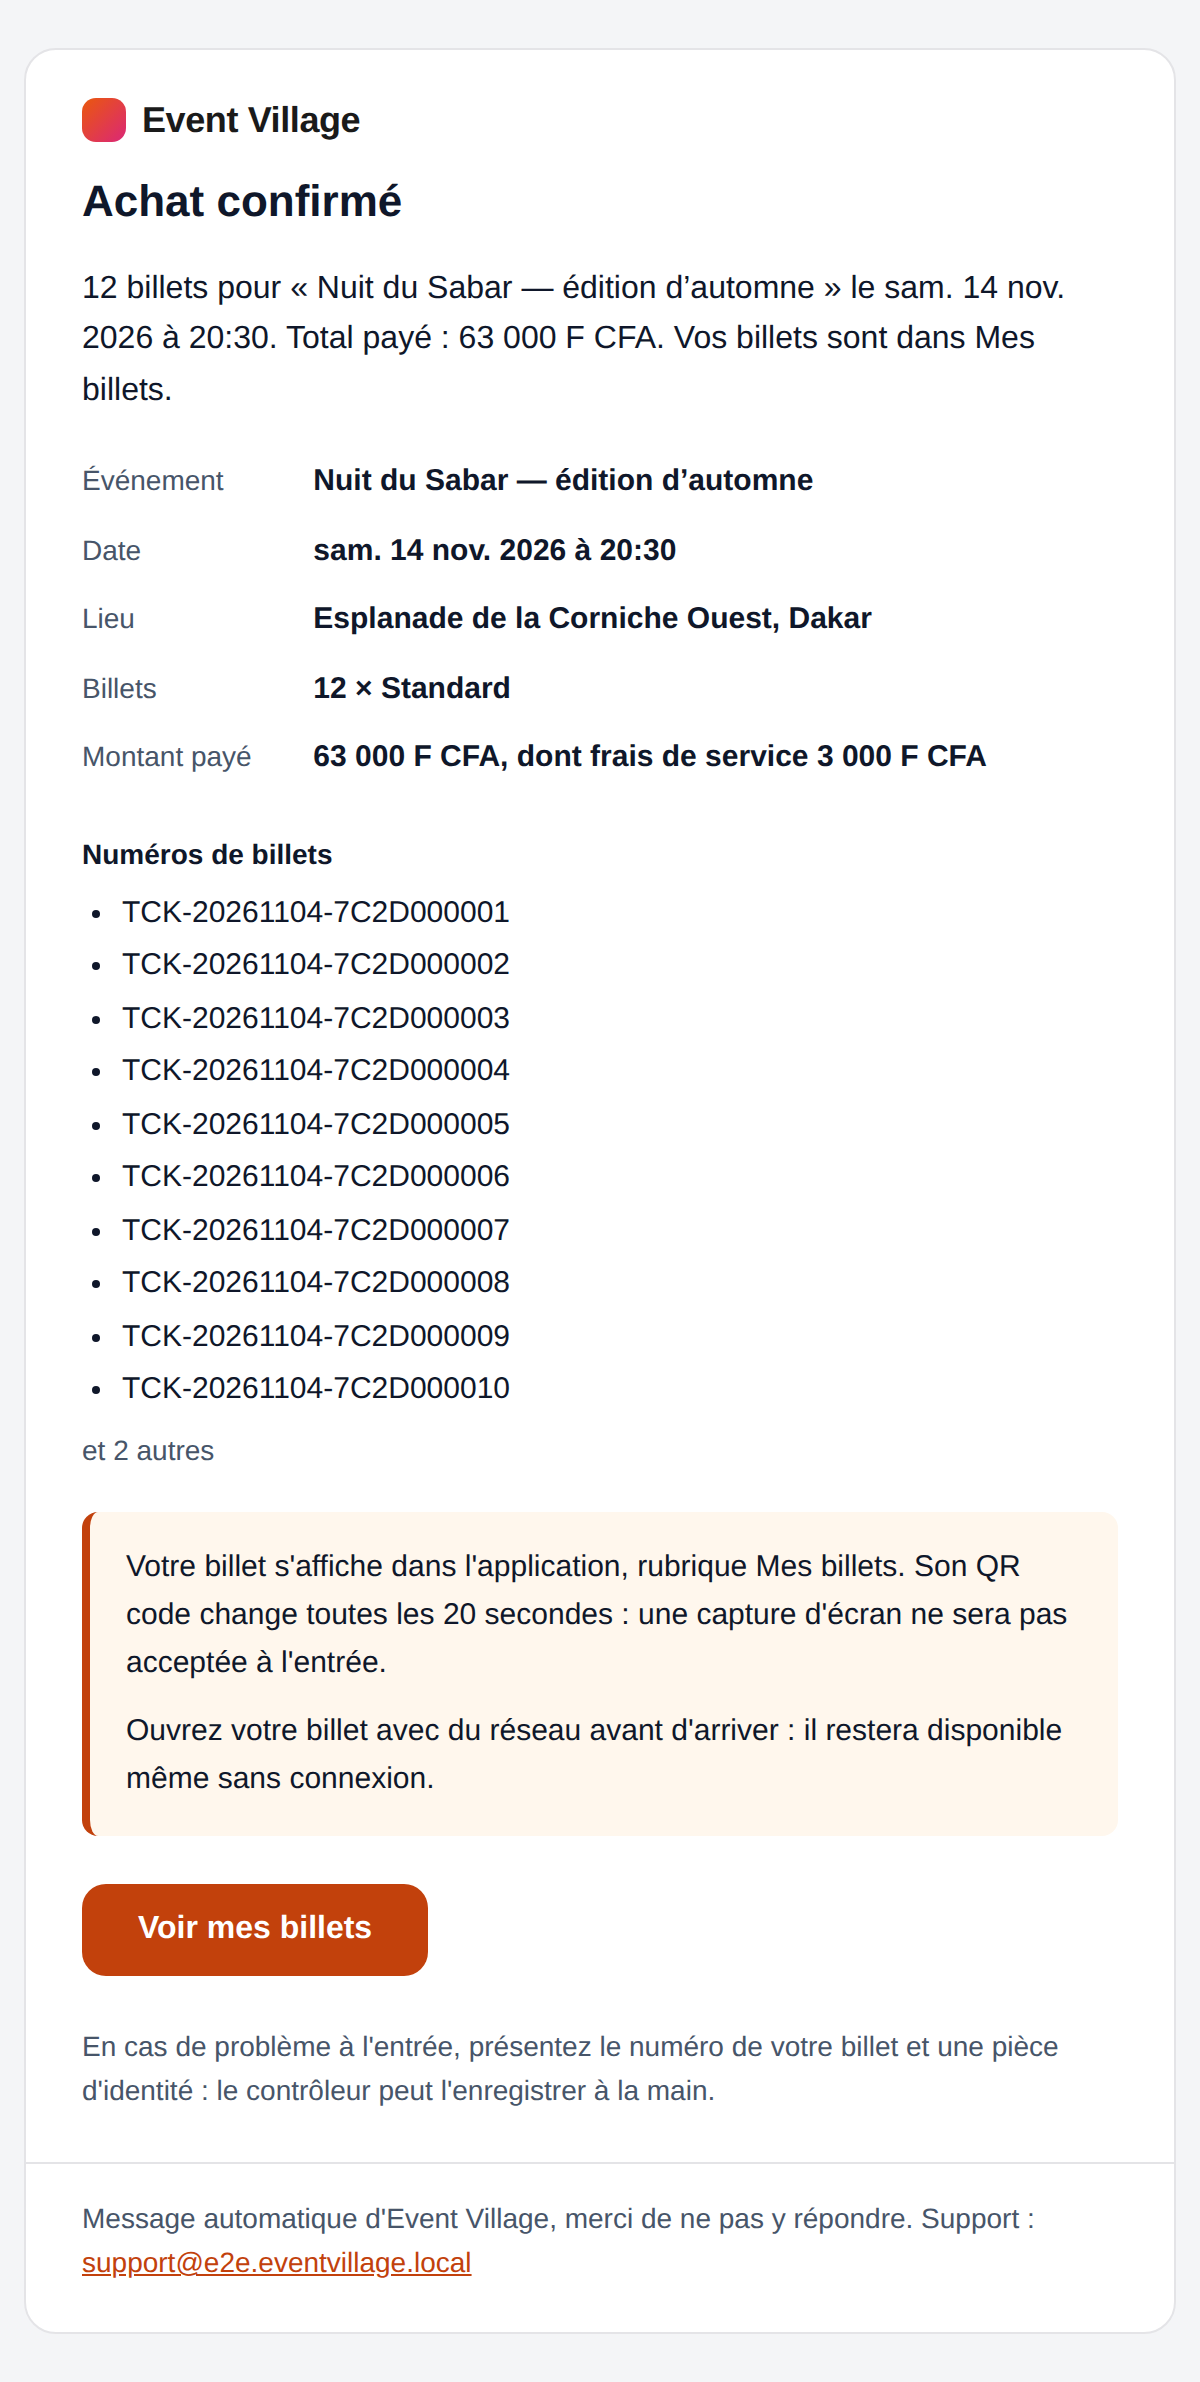 Event Village
Achat confirmé
12 billets pour « Nuit du Sabar — édition d’automne » le sam. 14 nov.
2026 à 20:30. Total payé : 63 000 F CFA. Vos billets sont dans Mes
billets.
Événement Nuit du Sabar — édition d’automne
Date sam. 14 nov. 2026 à 20:30
Lieu Esplanade de la Corniche Ouest, Dakar
Billets 12 × Standard
Montant payé 63 000 F CFA, dont frais de service 3 000 F CFA
Numéros de billets
• TCK-20261104-7C2D000001
• TCK-20261104-7C2D000002
• TCK-20261104-7C2D000003
• TCK-20261104-7C2D000004
• TCK-20261104-7C2D000005
• TCK-20261104-7C2D000006
• TCK-20261104-7C2D000007
• TCK-20261104-7C2D000008
• TCK-20261104-7C2D000009
• TCK-20261104-7C2D000010
et 2 autres
Votre billet s'affiche dans l'application, rubrique Mes billets. Son QR
code change toutes les 20 secondes : une capture d'écran ne sera pas
acceptée à l'entrée.
Ouvrez votre billet avec du réseau avant d'arriver : il restera disponible
même sans connexion.
Voir mes billets
En cas de problème à l'entrée, présentez le numéro de votre billet et une pièce
d'identité : le contrôleur peut l'enregistrer à la main.
Message automatique d'Event Village, merci de ne pas y répondre. Support :
support@e2e.eventvillage.local